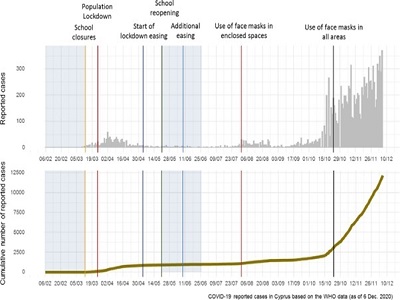 School
reopening
Population
Lockdown
School
closures
Start of
lockdown easing
Additional
easing
Use of face masks in
enclosed spaces
Use of face masks in
all areas
Reported cases
300
200
100
0
06/02 20/02 05/03 19/03 02/04 16/04 30/04 14/05 28/05 11/06 25/06 09/07 23/07 06/08 20/08 03/09 17/09 01/10 15/10 29/10 12/11 26/11 10/12
Cumulative number of reported cases
12500
10000
7500
5000
2500
0
06/02 20/02 05/03 19/03 02/04 16/04 30/04 14/05 28/05 11/06 25/06 09/07 23/07 06/08 20/08 03/09 17/09 01/10 15/10 29/10 12/11 26/11 10/12
COVID-19 reported cases in Cyprus based on the WHO data (as of 6 Dec. 2020)